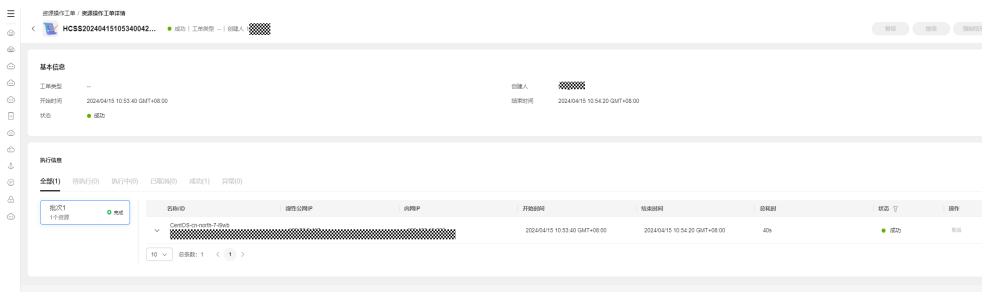 资源操作工单 / 资源操作工单详情
HCSS20240415105340042... 成功 | 工单类型 -- | 创建人
基本信息
工单类型 --
创建人
开始时间 2024/04/15 10:53:40 GMT+08:00
结束时间 2024/04/15 10:54:20 GMT+08:00
状态 成功
执行信息
全部(1) 待执行(0) 执行中(0) 已取消(0) 成功(1) 异常(0)
批次1
1个资源
完成
名称/ID 弹性公网IP 内网IP 开始时间 结束时间 总耗时 状态 操作
CentOS-cn-north-7-l9wb
2024/04/15 10:53:40 GMT+08:00 2024/04/15 10:54:20 GMT+08:00 40s 成功
10 总条数: 1 1